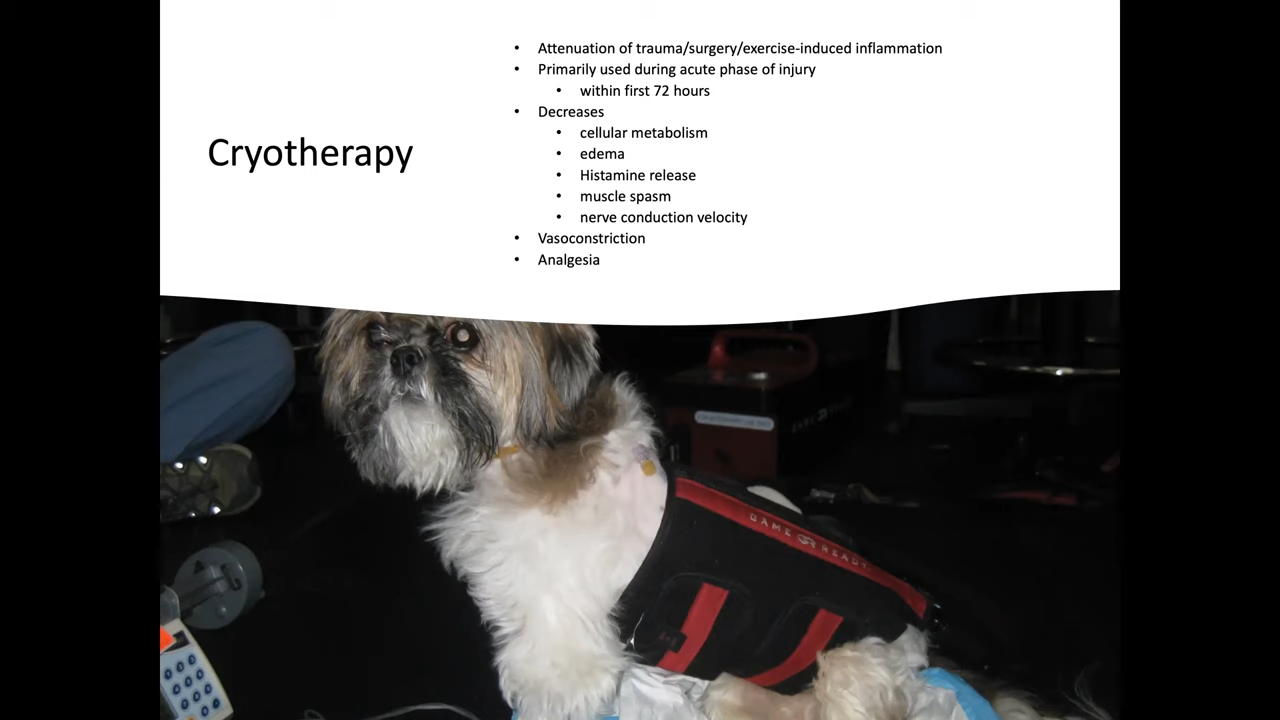 Cryotherapy
Attenuation of trauma/surgery/exercise-induced inflammation
Primarily used during acute phase of injury
within first 72 hours
Decreases
cellular metabolism
edema
Histamine release
muscle spasm
nerve conduction velocity
Vasoconstriction
Analgesia
GAME READY